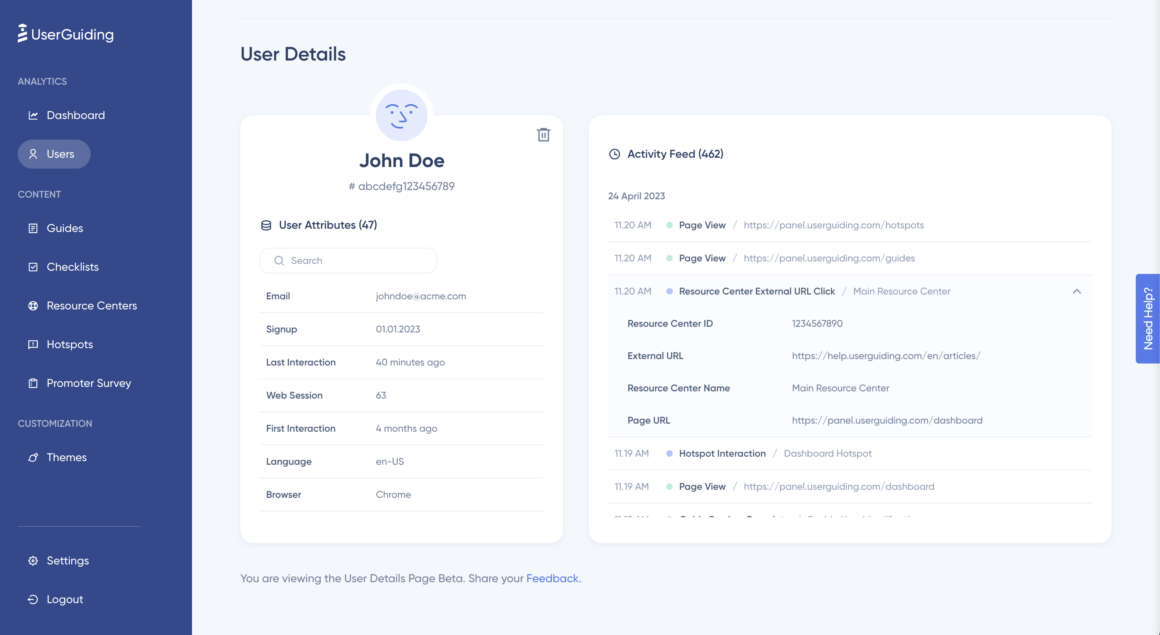 UserGuiding
ANALYTICS
Dashboard
Users
CONTENT
Guides
Checklists
Resource Centers
Hotspots
Promoter Survey
CUSTOMIZATION
Themes
Settings
Logout
User Details
John Doe
# abcdefg123456789
User Attributes (47)
Search
Email johndoe@acme.com
Signup 01.01.2023
Last Interaction 40 minutes ago
Web Session 63
First Interaction 4 months ago
Language en-US
Browser Chrome
Activity Feed (462)
24 April 2023
11.20 AM Page View / https://panel.userguiding.com/hotspots
11.20 AM Page View / https://panel.userguiding.com/guides
11.20 AM Resource Center External URL Click / Main Resource Center
Resource Center ID 1234567890
External URL https://help.userguiding.com/en/articles/
Resource Center Name Main Resource Center
Page URL https://panel.userguiding.com/dashboard
11.19 AM Hotspot Interaction / Dashboard Hotspot
11.19 AM Page View / https://panel.userguiding.com/dashboard
You are viewing the User Details Page Beta. Share your Feedback.
Need Help?